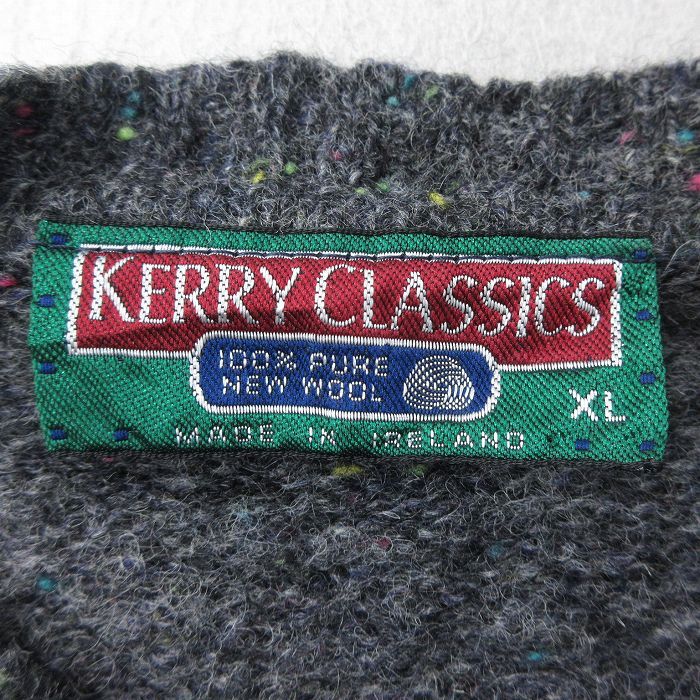 KERRY CLASSICS
100% PURE
NEW WOOL
XL
MADE IN IRELAND